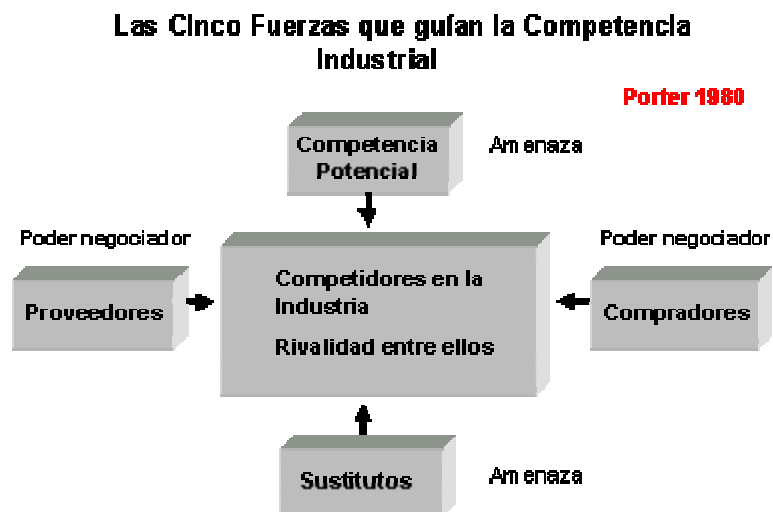 Las Cinco Fuerzas que guían la Competencia
Industrial
Porter 1980
Competencia
Potencial
Amenaza
Poder negociador
Poder negociador
Proveedores
Competidores en la
Industria
Rivalidad entre ellos
Compradores
Sustitutos
Amenaza